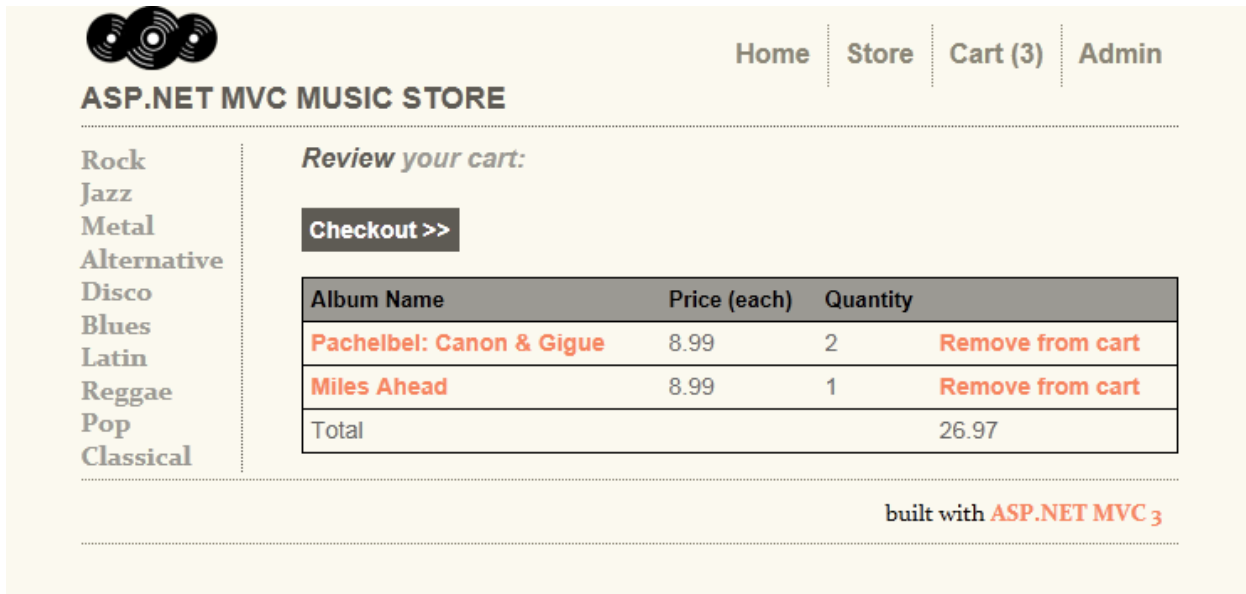 Home Store Cart (3) Admin
ASP.NET MVC MUSIC STORE
Rock
Jazz
Metal
Alternative
Disco
Blues
Latin
Reggae
Pop
Classical
Review your cart:
Checkout >>
Album Name Price (each) Quantity
Pachelbel: Canon & Gigue 8.99 2 Remove from cart
Miles Ahead 8.99 1 Remove from cart
Total 26.97
built with ASP.NET MVC 3